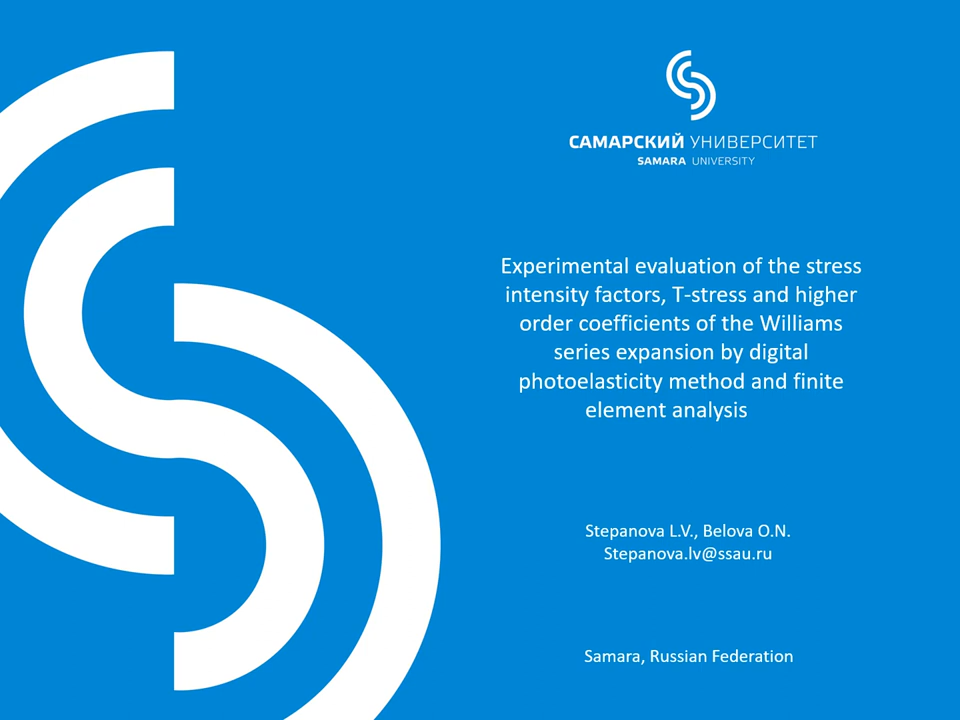 САМАРСКИЙ УНИВЕРСИТЕТ
SAMARA UNIVERSITY
Experimental evaluation of the stress
intensity factors, T-stress and higher
order coefficients of the Williams
series expansion by digital
photoelasticity method and finite
element analysis
Stepanova L.V., Belova O.N.
Stepanova.lv@ssau.ru
Samara, Russian Federation